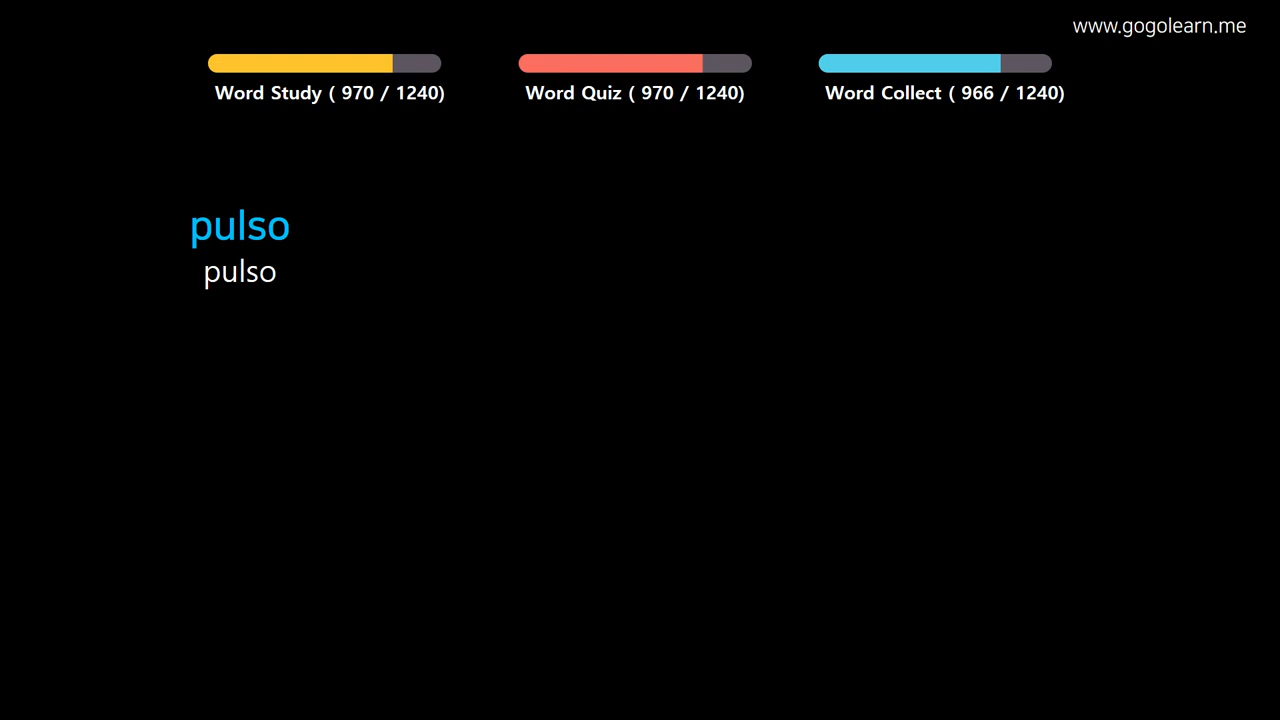 www.gogolearn.me
Word Study ( 970 / 1240)
Word Quiz ( 970 / 1240)
Word Collect ( 966 / 1240)
pulso
pulso